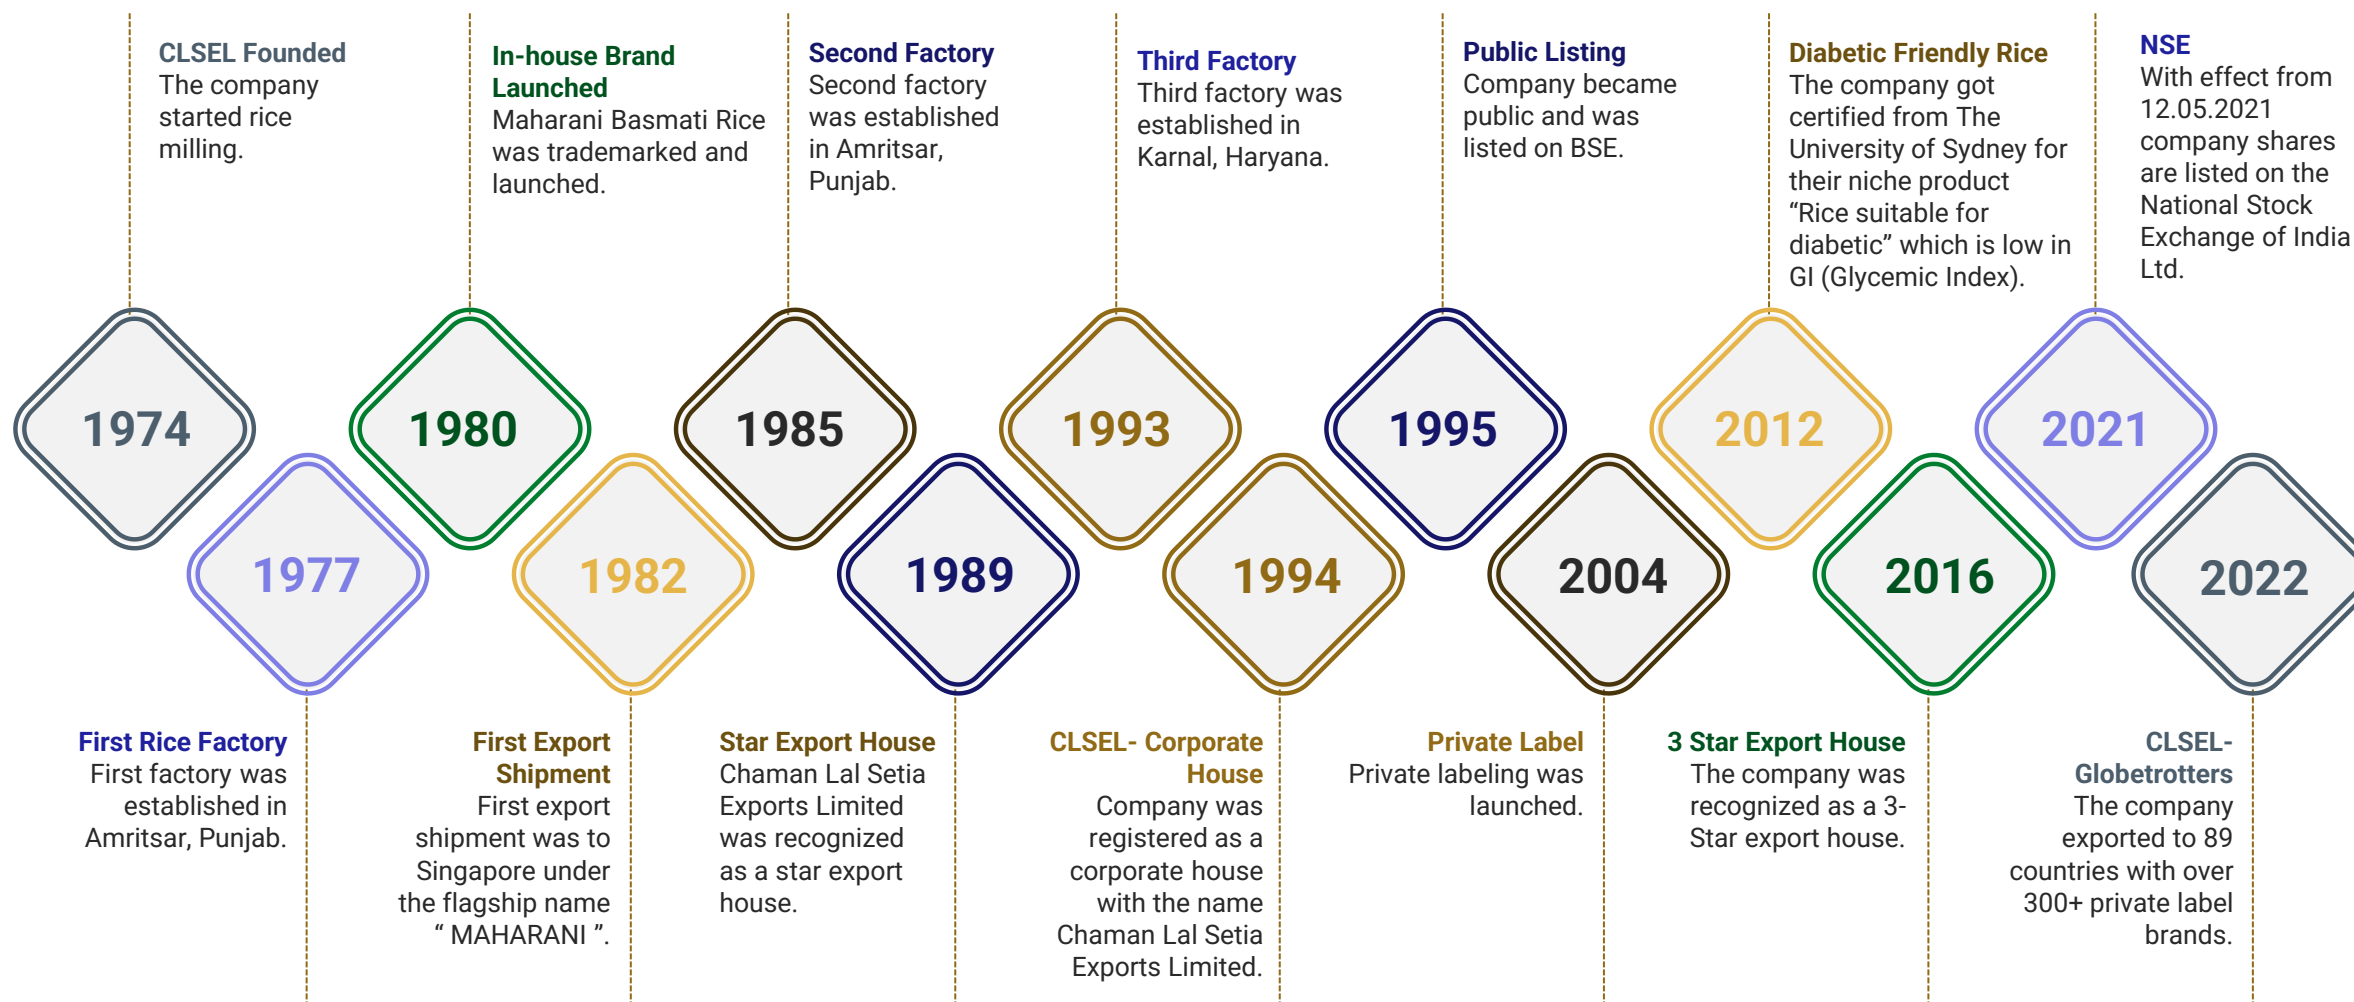 CLSEL Founded
The company
started rice
milling.
In-house Brand
Launched
Maharani Basmati Rice
was trademarked and
launched.
Second Factory
Second factory
was established
in Amritsar,
Punjab.
Third Factory
Third factory was
established in
Karnal, Haryana.
Public Listing
Company became
public and was
listed on BSE.
Diabetic Friendly Rice
The company got
certified from The
University of Sydney for
their niche product
“Rice suitable for
diabetic” which is low in
GI (Glycemic Index).
NSE
With effect from
12.05.2021
company shares
are listed on the
National Stock
Exchange of India
Ltd.
1974
1980
1985
1993
1995
2012
2021
1977
1982
1989
1994
2004
2016
2022
First Rice Factory
First factory was
established in
Amritsar, Punjab.
First Export
Shipment
First export
shipment was to
Singapore under
the flagship name
“ MAHARANI ”.
Star Export House
Chaman Lal Setia
Exports Limited
was recognized
as a star export
house.
CLSEL- Corporate
House
Company was
registered as a
corporate house
with the name
Chaman Lal Setia
Exports Limited.
Private Label
Private labeling was
launched.
3 Star Export House
The company was
recognized as a 3-
Star export house.
CLSEL-
Globetrotters
The company
exported to 89
countries with over
300+ private label
brands.